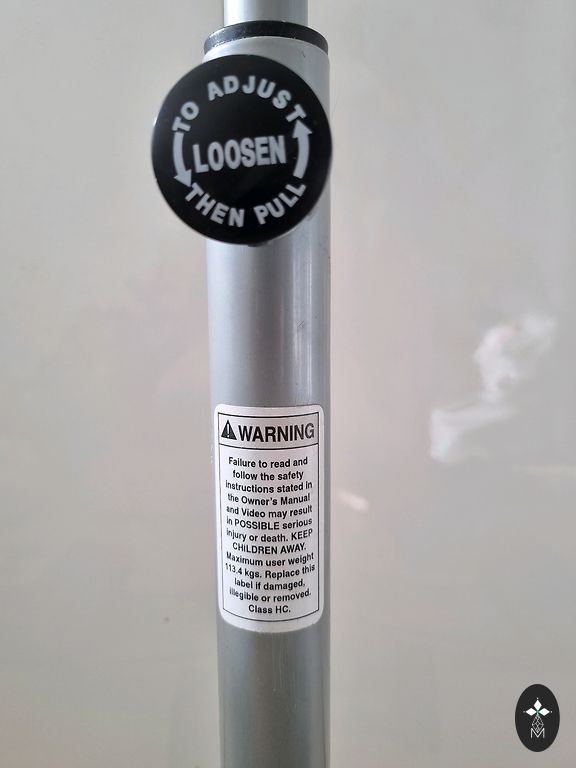 TO ADJUST
LOOSEN
THEN PULL
WARNING
Failure to read and
follow the safety
instructions stated in
the Owner's Manual
and Video may result
in POSSIBLE serious
injury or death. KEEP
CHILDREN AWAY.
Maximum user weight
113.4 kgs. Replace this
label if damaged,
illegible or removed.
Class HC.
M